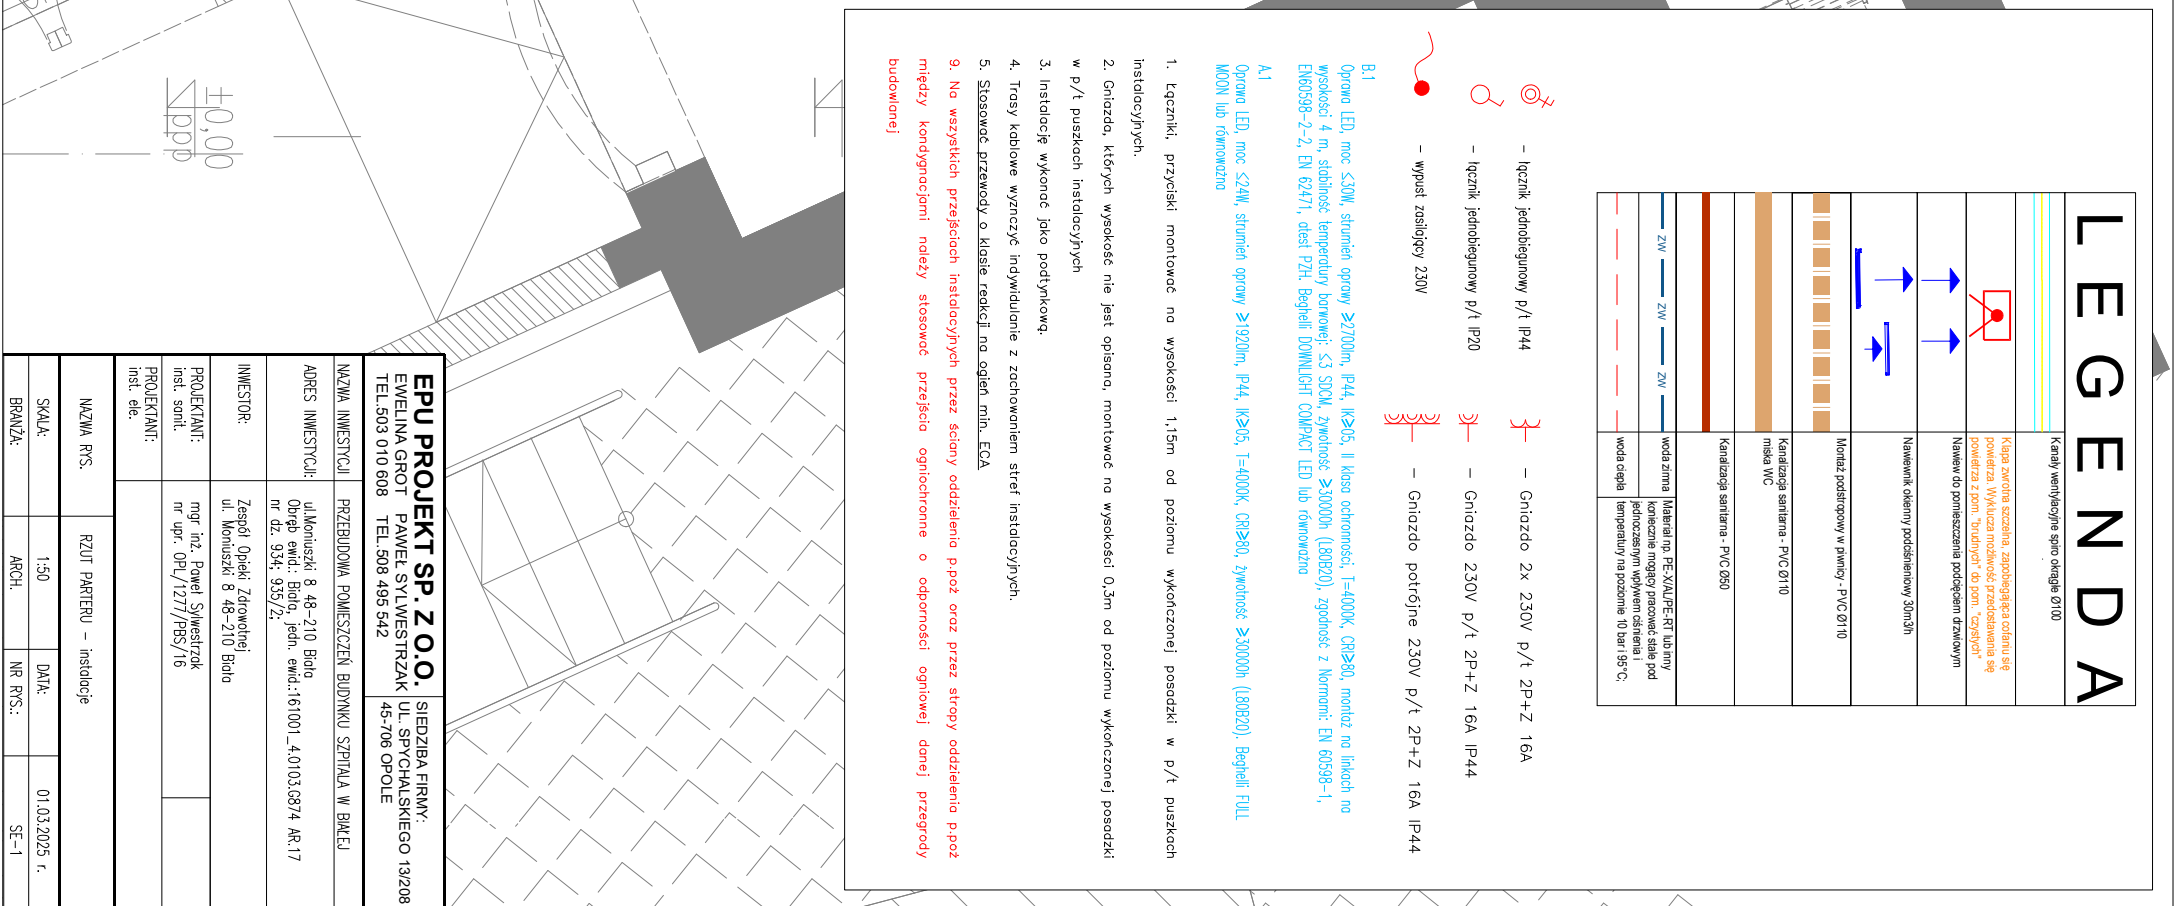 LEGENDA
Kanały wentylacyjne spiro okrągłe Ø100
Klapa zwrotna szczelna, zapobiegająca cofaniu się
powietrza. Wyklucza możliwość przedostawania się
powietrza z pom. "brudnych" do pom. "czystych"
Nawiew do pomieszczenia podcięciem drzwiowym
Nawiewnik okienny podciśnieniowy 30m3/h
Montaż podstropowy w piwnicy - PVC Ø110
Kanalizacja sanitarna - PVC Ø110
miska WC
Kanalizacja sanitarna - PVC Ø50
ZW ZW ZW
woda zimna
woda ciepła
Materiał np. PE-X/AL/PE-RT lub inny
koniecznie mogący pracować stale pod
jednoczesnym wpływem ciśnienia i
temperatury na poziomie 10 bar i 95°C;
- łącznik jednobiegunowy p/t IP44
- łącznik jednobiegunowy p/t IP20
- wypust zasilający 230V
- Gniazdo 2x 230V p/t 2P+Z 16A
- Gniazdo 230V p/t 2P+Z 16A IP44
- Gniazdo potrójne 230V p/t 2P+Z 16A IP44
B.1
Oprawa LED, moc ≤30W, strumień oprawy ≥2700lm, IP44, IK≥05, II klasa ochronności, T=4000K, CRI≥80, montaż na linkach na
wysokości 4 m, stabilność temperatury barwowej: ≤3 SDCM, żywotność ≥30000h (L80B20), zgodność z Normami: EN 60598-1,
EN60598-2-2, EN 62471, atest PZH. Beghelli DOWNLIGHT COMPACT LED lub równoważna
A.1
Oprawa LED, moc ≤24W, strumień oprawy ≥1920lm, IP44, IK≥05, T=4000K, CRI≥80, żywotność ≥30000h (L80B20). Beghelli FULL
MOON lub równoważna
1. Łączniki, przyciski montować na wysokości 1,15m od poziomu wykończonej posadzki w p/t puszkach
instalacyjnych.
2. Gniazda, których wysokość nie jest opisana, montować na wysokości 0,3m od poziomu wykończonej posadzki
w p/t puszkach instalacyjnych
3. Instalację wykonać jako podtynkową.
4. Trasy kablowe wyznczyć indywidulanie z zachowaniem stref instalacyjnych.
5. Stosować przewody o klasie reakcji na ogień min. ECA
9. Na wszystkich przejściach instalacyjnych przez ściany oddzielenia p.poż oraz przez stropy oddzielenia p.poż
między kondygnacjami należy stosować przejścia ogniochronne o odporności ogniowej danej przegrody
budowlanej
±0,00
ppp
EPU PROJEKT SP. Z O.O.
EWELINA GROT PAWEŁ SYLWESTRZAK
TEL.503 010 608 TEL.508 495 542
SIEDZIBA FIRMY:
UL. SPYCHALSKIEGO 13/208
45-706 OPOLE
NAZWA INWESTYCJI
PRZEBUDOWA POMIESZCZEŃ BUDYNKU SZPITALA W BIAŁEJ
ADRES INWESTYCJI:
ul.Moniuszki 8 48-210 Biała
Obręb ewid.: Biała, jedn. ewid.:161001_4.0103.G874 AR.17
nr dz. 934; 935/2;
INWESTOR:
Zespół Opieki Zdrowotnej
ul. Moniuszki 8 48-210 Biała
PROJEKTANT:
inst. sanit.
mgr inż. Paweł Sylwestrzak
nr upr. OPL/1277/PBS/16
PROJEKTANT:
inst. ele.
NAZWA RYS.
RZUT PARTERU - instalacje
SKALA:
1:50
DATA:
01.03.2025 r.
BRANŻA:
ARCH.
NR RYS.:
SE-1